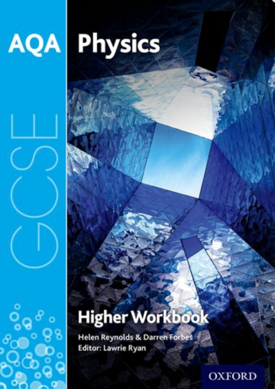 AQA Physics
GCSE
Higher Workbook
Helen Reynolds & Darren Forbes
Editor: Lawrie Ryan
OXFORD